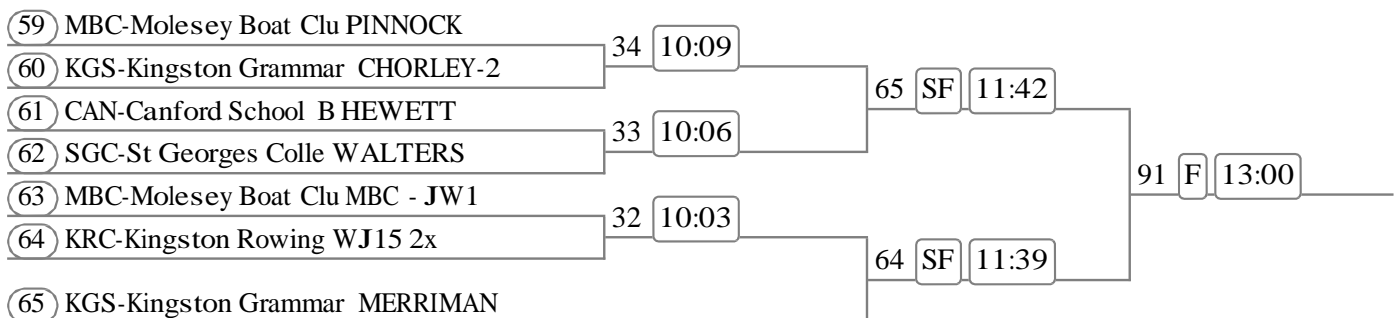 59 MBC-Molesey Boat Clu PINNOCK
34 10:09
60 KGS-Kingston Grammar CHORLEY-2
65 SF 11:42
61 CAN-Canford School B HEWETT
33 10:06
62 SGC-St Georges Colle WALTERS
91 F 13:00
63 MBC-Molesey Boat Clu MBC - JW1
32 10:03
64 KRC-Kingston Rowing WJ15 2x
64 SF 11:39
65 KGS-Kingston Grammar MERRIMAN